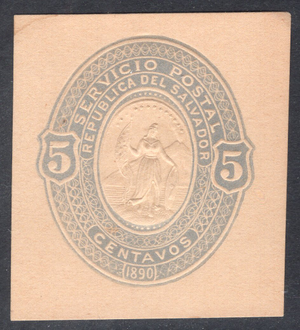 SERVICIO POSTAL
REPUBLICA DEL SALVADOR
5
5
CENTAVOS
1890